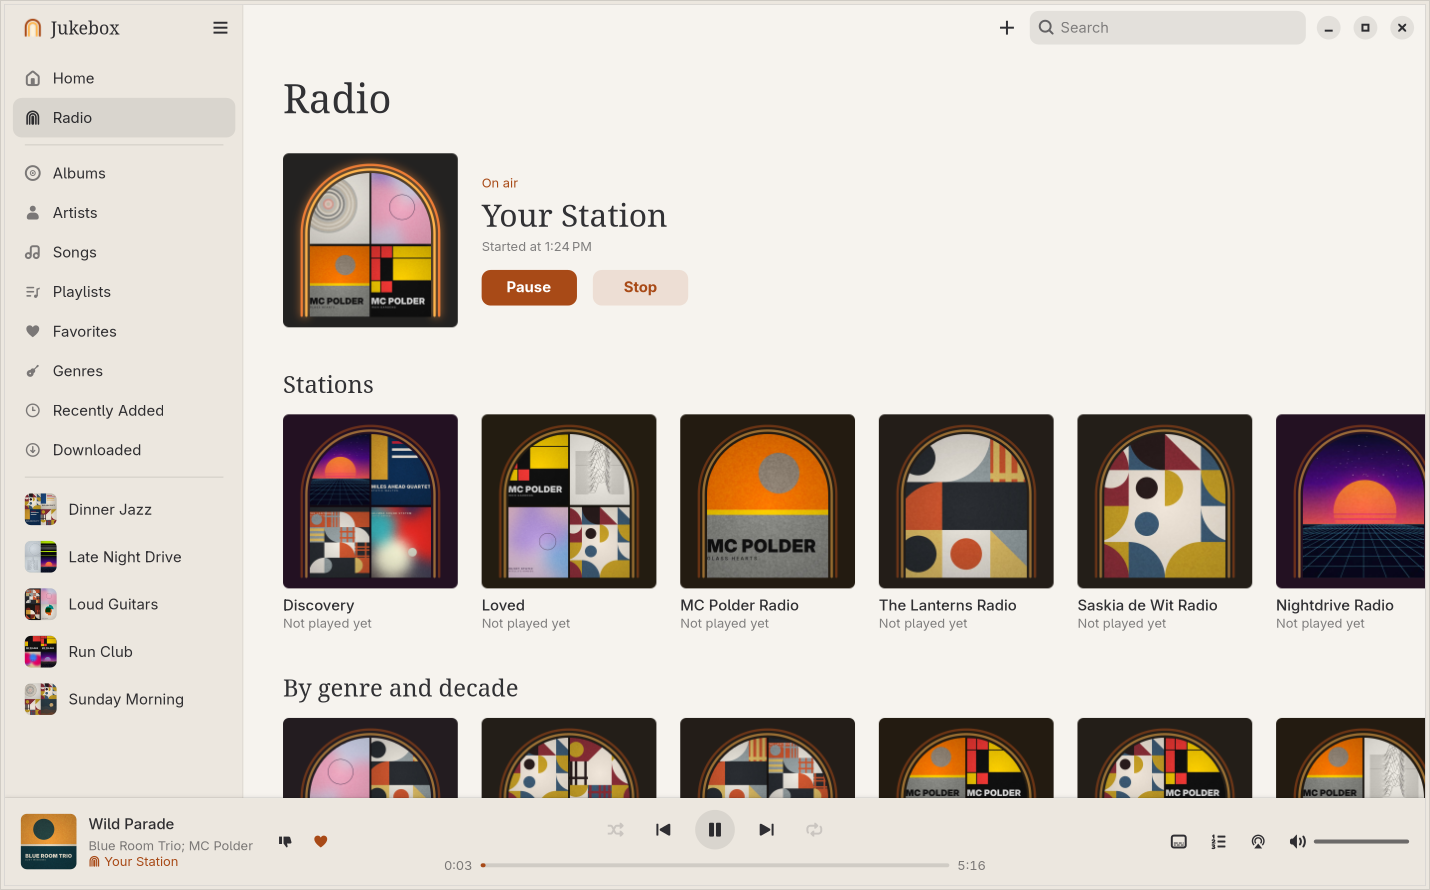 Jukebox
Search
Home
Radio
Albums
Artists
Songs
Playlists
Favorites
Genres
Recently Added
Downloaded
Dinner Jazz
Late Night Drive
Loud Guitars
Run Club
Sunday Morning
Radio
MC POLDER
MC POLDER
On air
Your Station
Started at 1:24 PM
Pause
Stop
Stations
MILES AHEAD QUARTET
MC POLDER
MC POLDER
GLASS HEARTS
Discovery
Not played yet
Loved
Not played yet
MC Polder Radio
Not played yet
The Lanterns Radio
Not played yet
Saskia de Wit Radio
Not played yet
Nightdrive Radio
Not played yet
By genre and decade
MC POLDER
MC POLDER
MC POLDER
MC POLDER
BLUE ROOM TRIO
Wild Parade
Blue Room Trio; MC Polder
Your Station
0:03
5:16